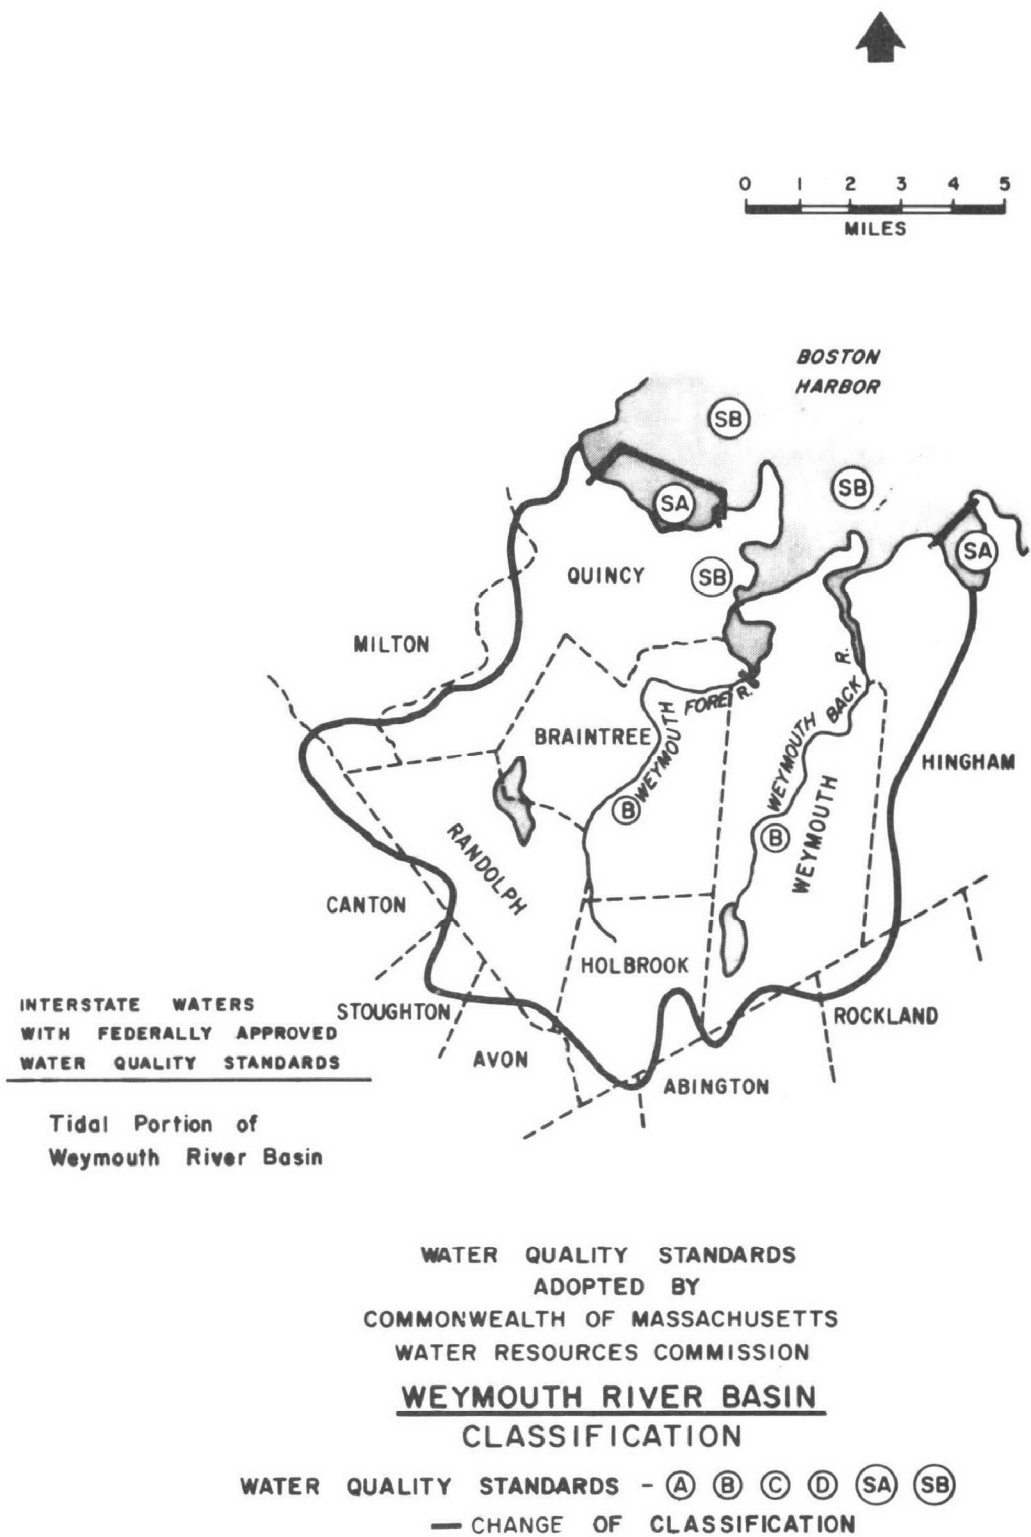 0 1 2 3 4 5
MILES
BOSTON
HARBOR
SB
SA
SB
SA
QUINCY
SB
MILTON
FORE R.
WEYMOUTH
BRAINTREE
B
WEYMOUTH BACK R.
B
WEYMOUTH
HINGHAM
RANDOLPH
CANTON
HOLBROOK
STOUGHTON
ROCKLAND
AVON
ABINGTON
INTERSTATE WATERS
WITH FEDERALLY APPROVED
WATER QUALITY STANDARDS
Tidal Portion of
Weymouth River Basin
WATER QUALITY STANDARDS
ADOPTED BY
COMMONWEALTH OF MASSACHUSETTS
WATER RESOURCES COMMISSION
WEYMOUTH RIVER BASIN
CLASSIFICATION
WATER QUALITY STANDARDS - A B C D SA SB
CHANGE OF CLASSIFICATION